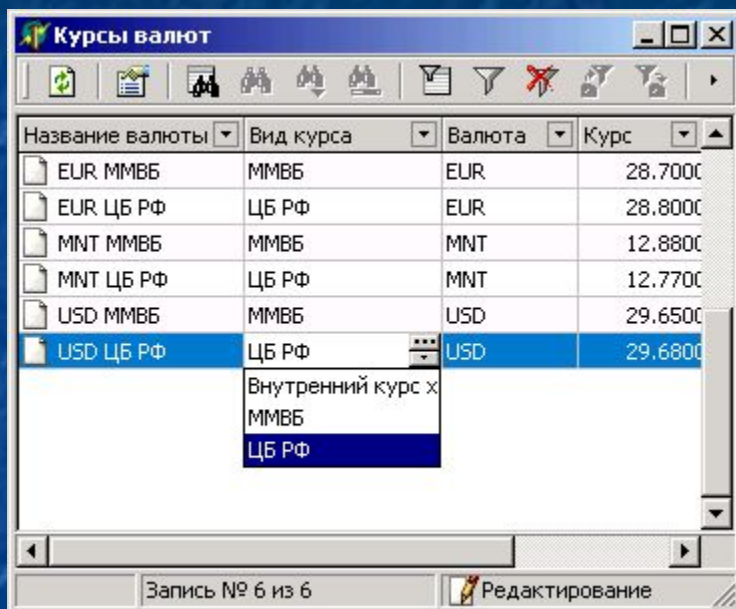 Курсы валют
Название валюты Вид курса Валюта Курс
EUR ММВБ ММВБ EUR 28.7000
EUR ЦБ РФ ЦБ РФ EUR 28.8000
MNT ММВБ ММВБ MNT 12.8800
MNT ЦБ РФ ЦБ РФ MNT 12.7700
USD ММВБ ММВБ USD 29.6500
USD ЦБ РФ ЦБ РФ USD 29.6800
Внутренний курс х
ММВБ
ЦБ РФ
Запись № 6 из 6 Редактирование